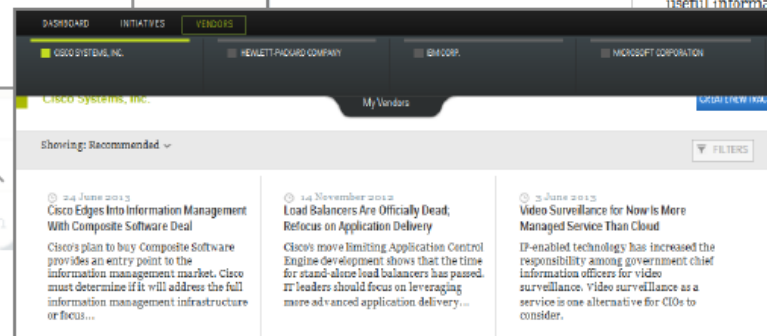 useful informa
DASHBOARD INITIATIVES VENDORS
CISCO SYSTEMS, INC. HEWLETT-PACKARD COMPANY IBM CORP. MICROSOFT CORPORATION
Cisco Systems, Inc. My Vendors CREATE NEW TRAC
Showing: Recommended FILTERS
24 June 2013
Cisco Edges Into Information Management
With Composite Software Deal
Cisco's plan to buy Composite Software
provides an entry point to the
information management market. Cisco
must determine if it will address the full
information management infrastructure
or focus...
14 November 2012
Load Balancers Are Officially Dead;
Refocus on Application Delivery
Cisco's move limiting Application Control
Engine development shows that the time
for stand-alone load balancers has passed.
IT leaders should focus on leveraging
more advanced application delivery...
3 June 2013
Video Surveillance for Now Is More
Managed Service Than Cloud
IP-enabled technology has increased the
responsibility among government chief
information officers for video
surveillance. Video surveillance as a
service is one alternative for CIOs to
consider.